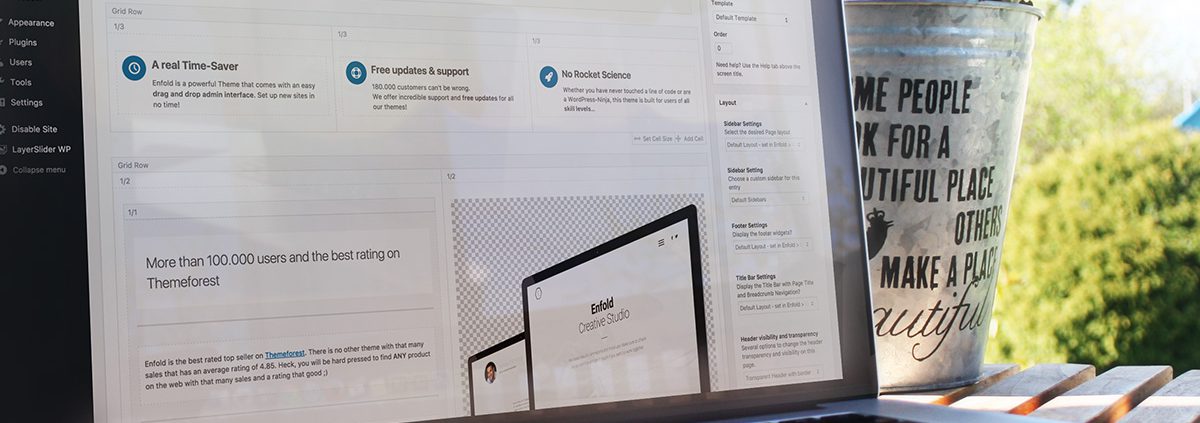 Appearance
Plugins
Users
Tools
Settings
Disable Site
LayerSlider WP
Collapse menu
Grid Row
1/3
1/3
1/3
A real Time-Saver
Enfold is a powerful Theme that comes with an easy
drag and drop admin interface. Set up new sites in
no time!
Free updates & support
180.000 customers can't be wrong.
We offer incredible support and free updates for all
our themes!
No Rocket Science
Whether you have never touched a line of code or are
a WordPress-Ninja, this theme is built for users of all
skill levels...
Set Cell Size
Add Cell
Grid Row
1/2
1/2
1/1
More than 100.000 users and the best rating on
Themeforest
Enfold is the best rated top seller on Themeforest. There is no other theme with that many
sales that has an average rating of 4.85. Heck, you will be hard pressed to find ANY product
on the web with that many sales and a rating that good ;)
Enfold
Creative Studio
Template
Default Template
Order
0
Need help? Use the Help tab above the
screen title.
Layout
Sidebar Settings
Select the desired Page layout
Default Layout - set in Enfold >
Sidebar Setting
Choose a custom sidebar for this
entry
Default Sidebars
Footer Settings
Display the footer widgets?
Default Layout - set in Enfold >
Title Bar Settings
Display the Title Bar with Page Title
and Breadcrumb Navigation?
Default Layout - set in Enfold >
Header visibility and transparency
Several options to change the header
transparency and visibility on this
page.
Transparent Header with border
ME PEOPLE
OK FOR A
UTIFUL PLACE
OTHERS
MAKE A PLACE
eautiful